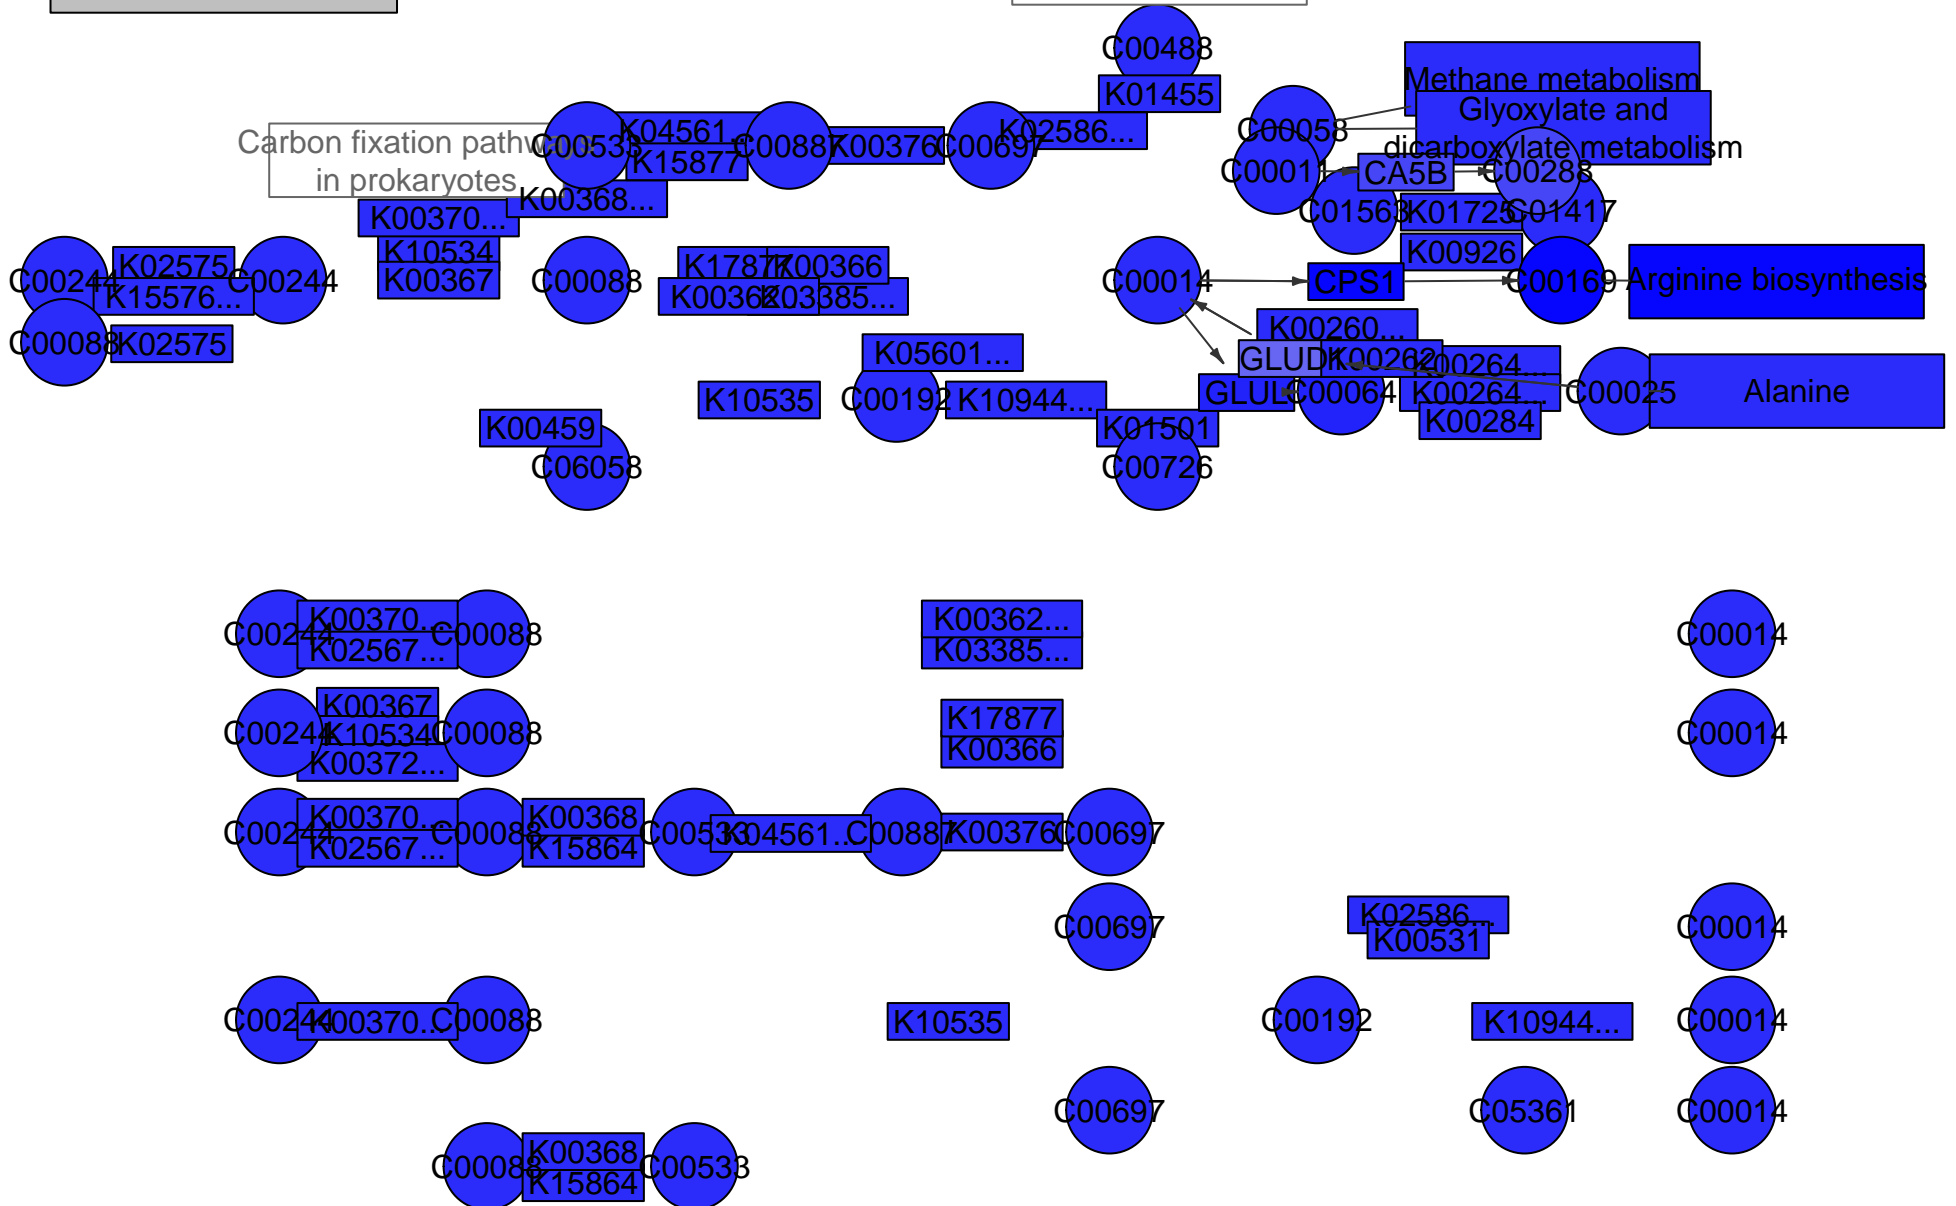 C00488
K01455
Methane metabolism
Glyoxylate and
dicarboxylate metabolism
C00058
Carbon fixation pathways
in prokaryotes
C00533
K04561...
K15877
C00887
K00376
C00697
K02586...
C00011
CA5B
C00288
K00368...
K00370...
C01563
K01725
C01417
K10534
K00367
K00926
C00244
K02575
K15576...
C00244
C00088
K17877
K00366
K00362...
K03385...
C00014
CPS1
C00169
Arginine biosynthesis
C00088
K02575
K05601...
K00260...
GLUD1
K00262
K00264...
K10535
C00192
K10944...
GLUL
C00064
K00264...
C00025
Alanine
K00459
K01501
K00284
C06058
C00726
C00244
K00370...
K02567...
C00088
K00362...
K03385...
C00014
C00244
K00367
K10534
K00372...
C00088
K17877
K00366
C00014
C00244
K00370...
K02567...
C00088
K00368
K15864
C00533
K04561...
C00887
K00376
C00697
C00697
K02586...
K00531
C00014
C00244
K00370...
C00088
K10535
C00192
K10944...
C00014
C00697
C05361
C00014
C00088
K00368
K15864
C00533